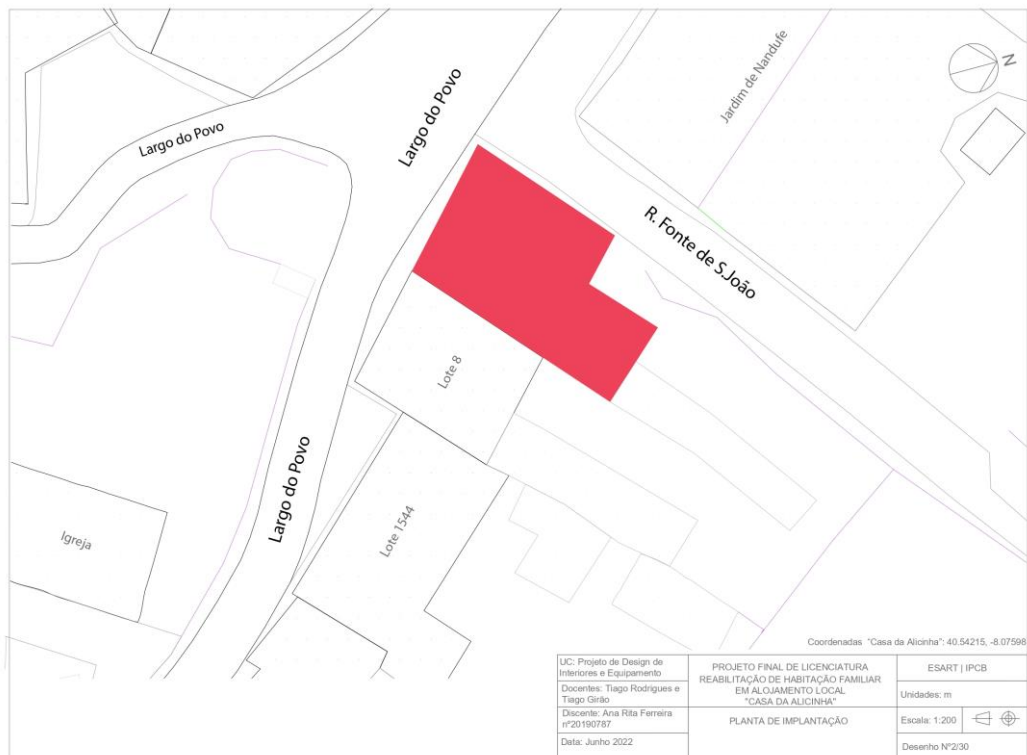 Largo do Povo
Largo do Povo
Jardim de Nandufe
N
R. Fonte de S.João
Lote 8
Largo do Povo
Lote 1544
Igreja
Coordenadas "Casa da Alicinha": 40.54215, -8.07598
UC: Projeto de Design de
Interiores e Equipamento
Docentes: Tiago Rodrigues e
Tiago Girão
Discente: Ana Rita Ferreira
nº20190787
Data: Junho 2022
PROJETO FINAL DE LICENCIATURA
REABILITAÇÃO DE HABITAÇÃO FAMILIAR
EM ALOJAMENTO LOCAL
"CASA DA ALICINHA"
PLANTA DE IMPLANTAÇÃO
ESART | IPCB
Unidades: m
Escala: 1:200
Desenho Nº2/30